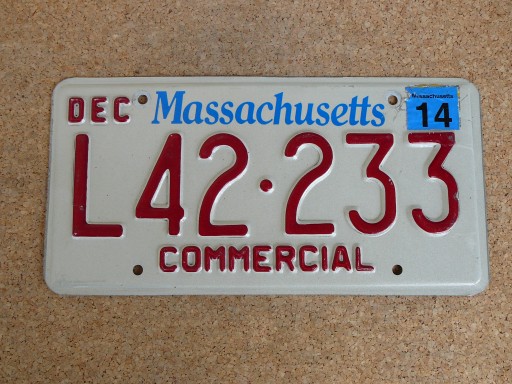 DEC Massachusetts
Massachusetts
14
L42·233
COMMERCIAL